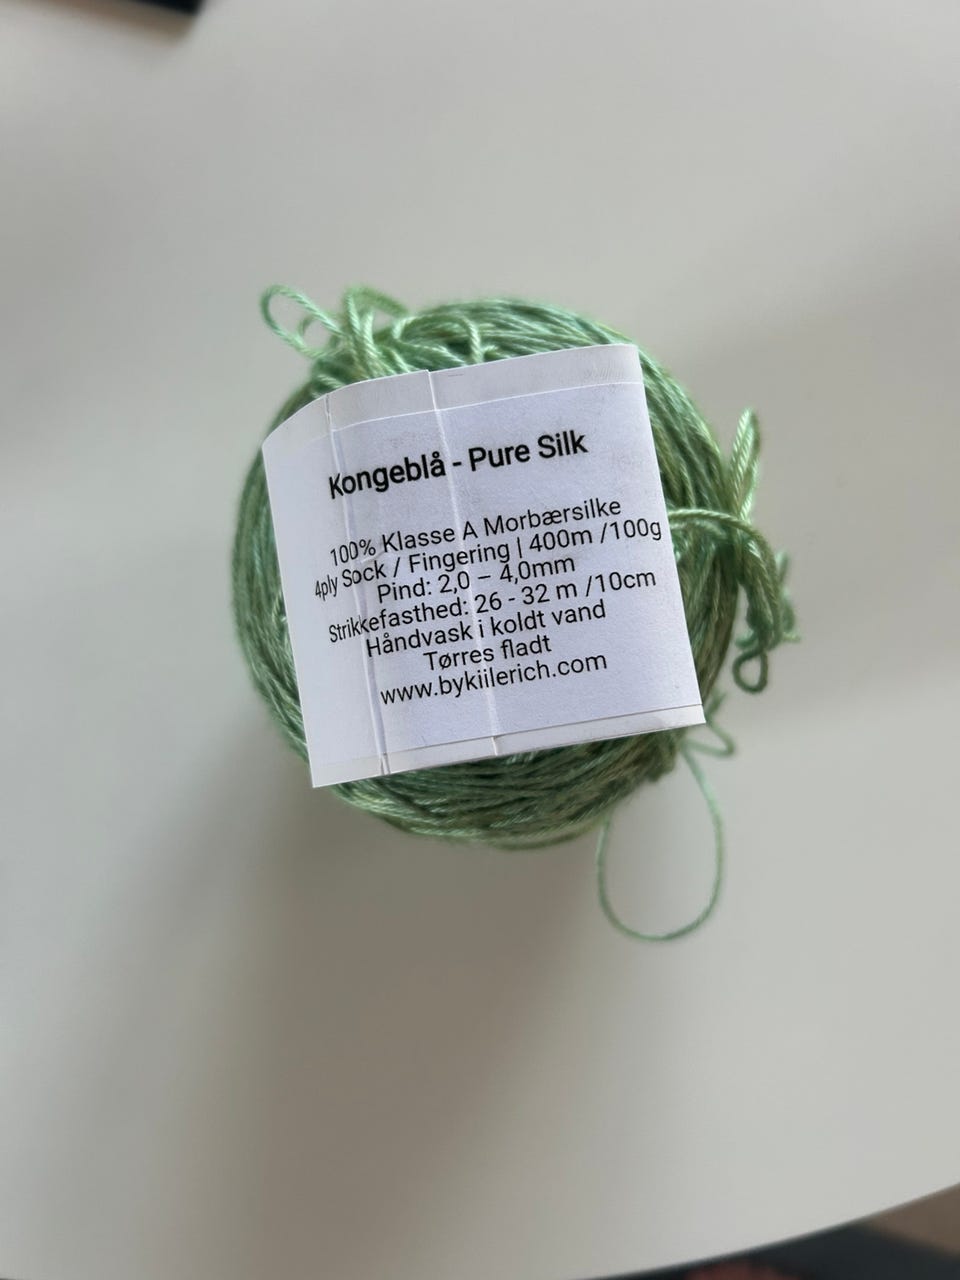 Kongeblå - Pure Silk
100% Klasse A Morbærsilke
4ply Sock / Fingering | 400m /100g
Pind: 2,0 – 4,0mm
Strikkefasthed: 26 - 32 m /10cm
Håndvask i koldt vand
Tørres fladt
www.bykiilerich.com